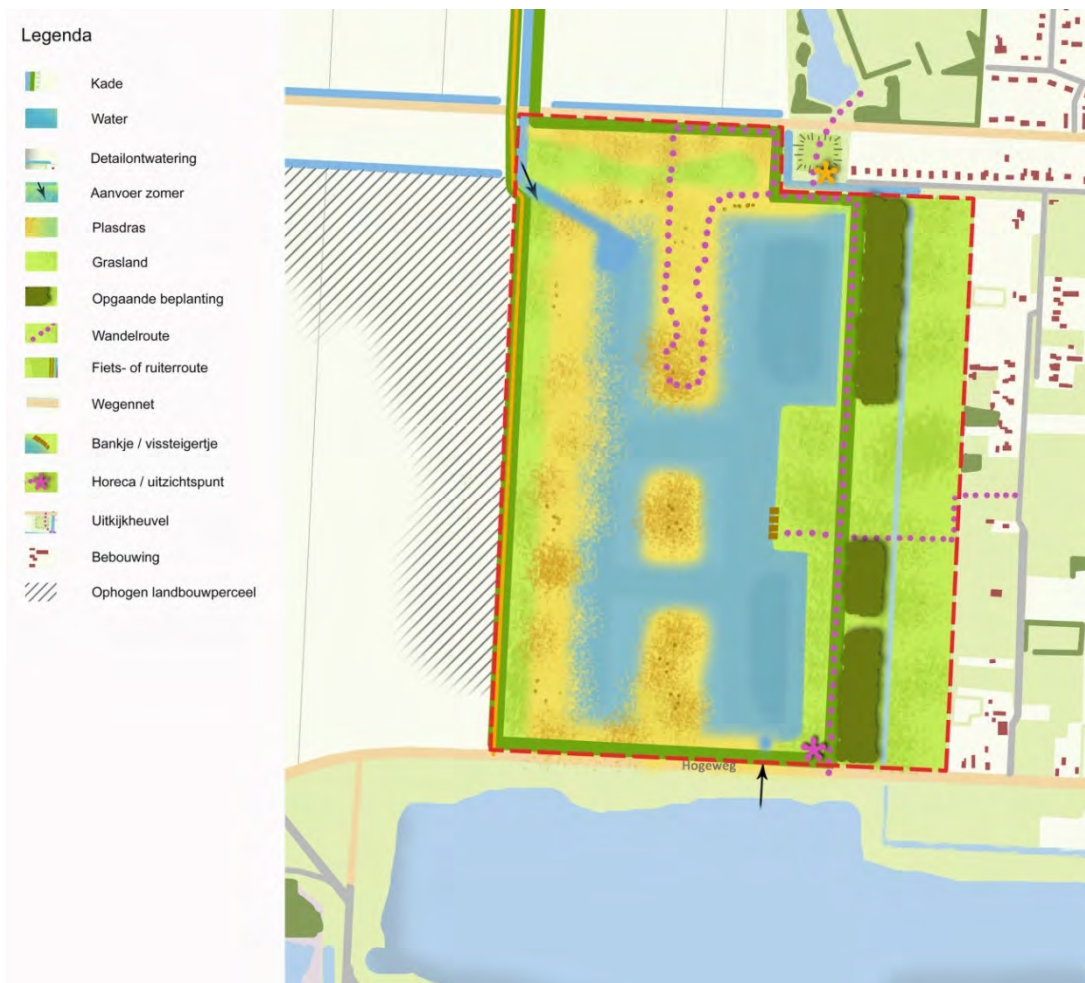 Legenda
Kade
Water
Detailontwatering
Aanvoer zomer
Plasdras
Grasland
Opgaande beplanting
Wandelroute
Fiets- of ruiterroute
Wegennet
Bankje / vissteigertje
Horeca / uitzichtspunt
Uitkijkheuvel
Bebouwing
Ophogen landbouwperceel
Hogeweg